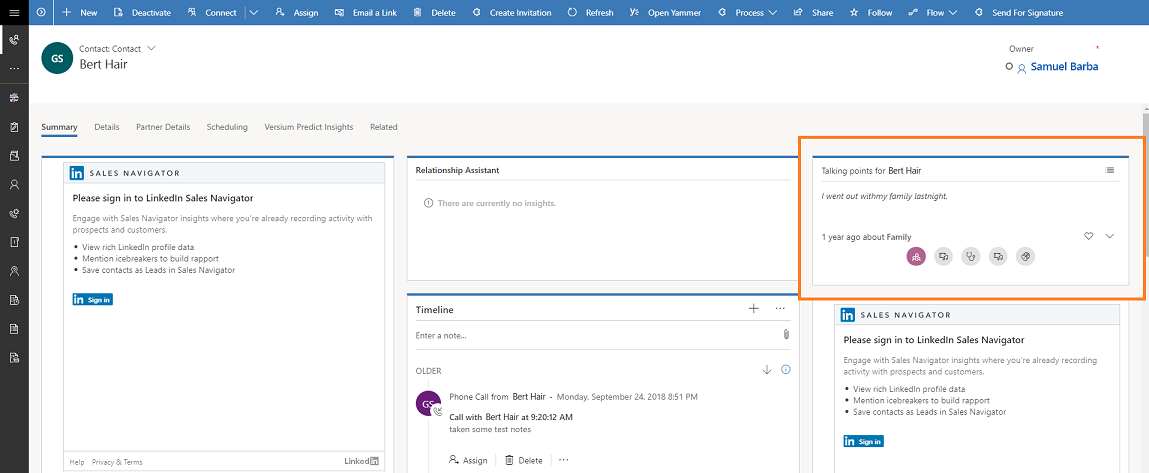 New
Deactivate
Connect
Assign
Email a Link
Delete
Create Invitation
Refresh
Open Yammer
Process
Share
Follow
Flow
Send For Signature
GS
Contact: Contact
Bert Hair
Owner
*
Samuel Barba
Summary
Details
Partner Details
Scheduling
Versium Predict Insights
Related
in SALES NAVIGATOR
Please sign in to LinkedIn Sales Navigator
Engage with Sales Navigator insights where you're already recording activity with
prospects and customers.
• View rich LinkedIn profile data
• Mention icebreakers to build rapport
• Save contacts as Leads in Sales Navigator
in Sign in
Help Privacy & Terms
Linked in
Relationship Assistant
There are currently no insights.
Timeline
Enter a note...
OLDER
GS
Phone Call from Bert Hair - Monday, September 24, 2018 8:51 PM
Call with Bert Hair at 9:20:12 AM
taken some test notes
Assign
Delete
Talking points for Bert Hair
I went out withmy family lastnight.
1 year ago about Family
in SALES NAVIGATOR
Please sign in to LinkedIn Sales Navigator
Engage with Sales Navigator insights where you're already recording
activity with prospects and customers.
• View rich LinkedIn profile data
• Mention icebreakers to build rapport
• Save contacts as Leads in Sales Navigator
in Sign in